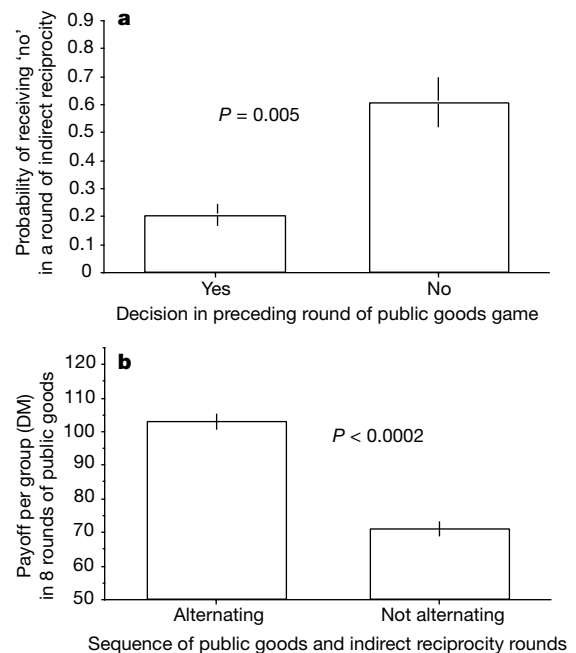 a
Probability of receiving 'no'
in a round of indirect reciprocity
0.9
0.8
0.7
0.6
0.5
0.4
0.3
0.2
0.1
0
P = 0.005
Yes
No
Decision in preceding round of public goods game
b
Payoff per group (DM)
in 8 rounds of public goods
120
110
100
90
80
70
60
50
P < 0.0002
Alternating
Not alternating
Sequence of public goods and indirect reciprocity rounds